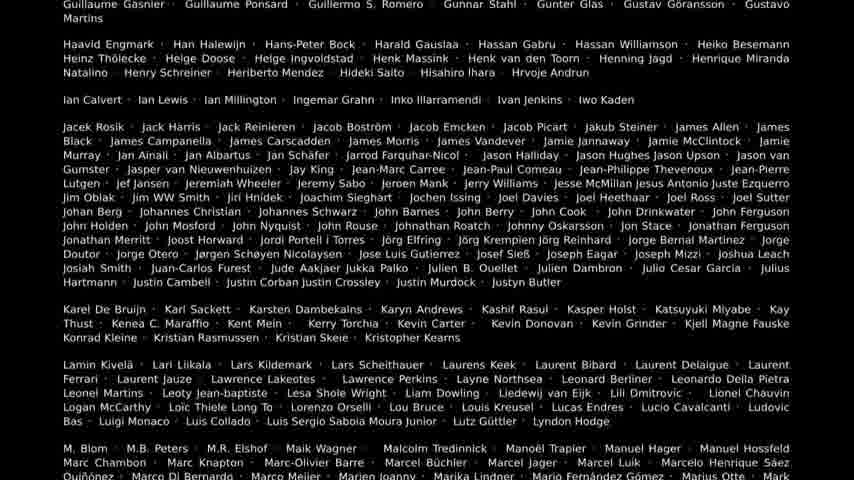 Guillaume Gasnier · Guillaume Ponsard · Guillermo S. Romero · Gunnar Stahl · Gunter Glas · Gustav Göransson · Gustavo
Martins
Haavid Engmark · Han Halewijn · Hans-Peter Bock · Harald Gauslaa · Hassan Gabru · Hassan Williamson · Heiko Besemann
Heinz Thölecke · Helge Doose · Helge Ingvoldstad · Henk Massink · Henk van den Toorn · Henning Jagd · Henrique Miranda
Natalino · Henry Schreiner · Heriberto Mendez · Hideki Saito · Hisahiro Ihara · Hrvoje Andrun
Ian Calvert · Ian Lewis · Ian Millington · Ingemar Grahn · Inko Illarramendi · Ivan Jenkins · Iwo Kaden
Jacek Rosik · Jack Harris · Jack Reinieren · Jacob Boström · Jacob Emcken · Jacob Picart · Jakub Steiner · James Allen · James
Black · James Campanella · James Carscadden · James Morris · James Vandever · Jamie Jannaway · Jamie McClintock · Jamie
Murray · Jan Ainali · Jan Albartus · Jan Schäfer · Jarrod Farquhar-Nicol · Jason Halliday · Jason Hughes Jason Upson · Jason van
Gumster · Jasper van Nieuwenhuizen · Jay King · Jean-Marc Carree · Jean-Paul Comeau · Jean-Philippe Thevenoux · Jean-Pierre
Lutgen · Jef Jansen · Jeremiah Wheeler · Jeremy Sabo · Jeroen Mank · Jerry Williams · Jesse McMillan Jesus Antonio Juste Ezquerro
Jim Oblak · Jim WW Smith · Jiri Hnídek · Joachim Sieghart · Jochen Issing · Joel Davies · Joel Heethaar · Joel Ross · Joel Sutter
Johan Berg · Johannes Christian · Johannes Schwarz · John Barnes · John Berry · John Cook · John Drinkwater · John Ferguson
John Holden · John Mosford · John Nyquist · John Rouse · Johnathan Roatch · Johnny Oskarsson · Jon Stace · Jonathan Ferguson
Jonathan Merritt · Joost Horward · Jordi Portell i Torres · Jörg Elfring · Jörg Krempien Jörg Reinhard · Jorge Bernal Martinez · Jorge
Doutor · Jorge Otero · Jørgen Schøyen Nicolaysen · Jose Luis Gutierrez · Josef Sieß · Joseph Eagar · Joseph Mizzi · Joshua Leach
Josiah Smith · Juan-Carlos Furest · Jude Aakjaer Jukka Palko · Julien B. Ouellet · Julien Dambron · Julio Cesar Garcia · Julius
Hartmann · Justin Cambell · Justin Corban Justin Crossley · Justin Murdock · Justyn Butler
Karel De Bruijn · Karl Sackett · Karsten Dambekalns · Karyn Andrews · Kashif Rasul · Kasper Holst · Katsuyuki Miyabe · Kay
Thust · Kenea C. Maraffio · Kent Mein · Kerry Torchia · Kevin Carter · Kevin Donovan · Kevin Grinder · Kjell Magne Fauske
Konrad Kleine · Kristian Rasmussen · Kristian Skeie · Kristopher Kearns
Lamin Kivelä · Lari Liikala · Lars Kildemark · Lars Scheithauer · Laurens Keek · Laurent Bibard · Laurent Delaigue · Laurent
Ferrari · Laurent Jauze · Lawrence Lakeotes · Lawrence Perkins · Layne Northsea · Leonard Berliner · Leonardo Della Pietra
Leonel Martins · Leoty Jean-baptiste · Lesa Shole Wright · Liam Dowling · Liedewij van Eijk · Lili Dmitrovic · Lionel Chauvin
Logan McCarthy · Loïc Thiele Long To · Lorenzo Orselli · Lou Bruce · Louis Kreusel · Lucas Endres · Lucio Cavalcanti · Ludovic
Bas · Luigi Monaco · Luis Collado · Luis Sergio Saboia Moura Junior · Lutz Güttler · Lyndon Hodge
M. Blom · M.B. Peters · M.R. Elshof · Maik Wagner · Malcolm Tredinnick · Manoël Trapier · Manuel Hager · Manuel Hossfeld
Marc Chambon · Marc Knapton · Marc-Olivier Barre · Marcel Büchler · Marcel Jager · Marcel Luik · Marcelo Henrique Sáez
Quiñónez · Marco Di Bernardo · Marco Meijer · Marien Joanny · Marika Lindner · Mario Fernández Gómez · Marius Otte · Mark